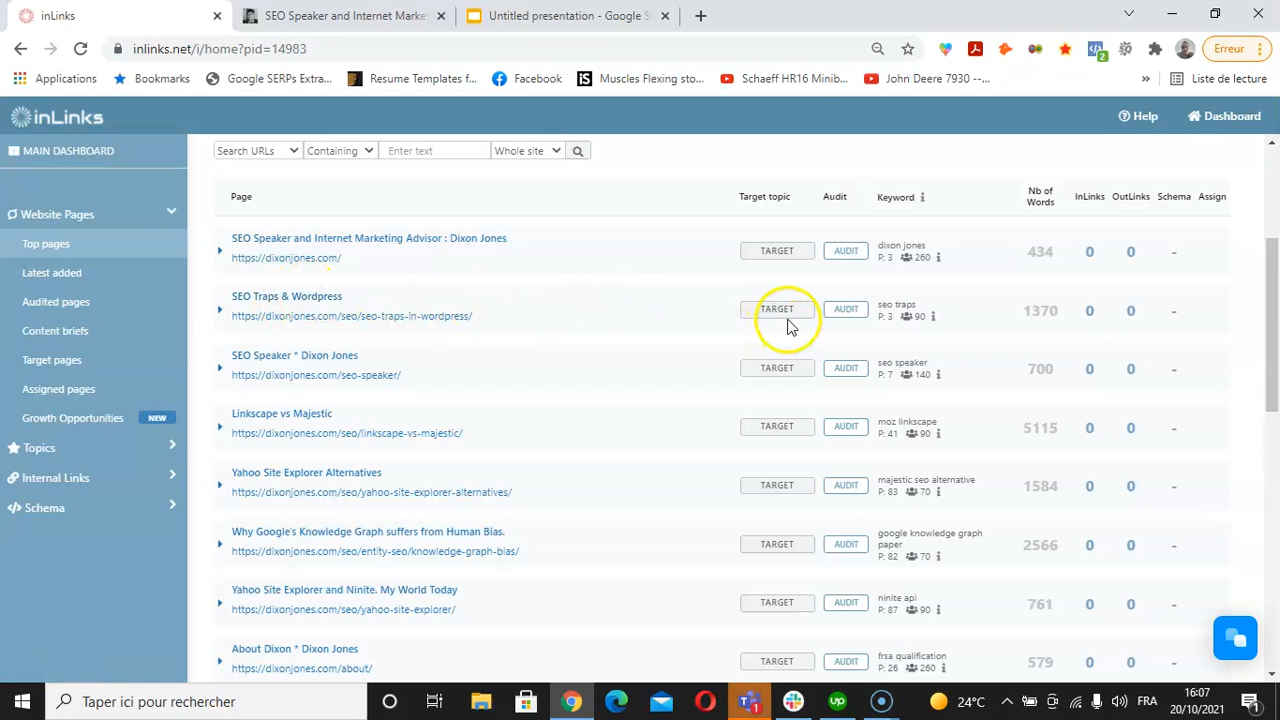 inLinks
SEO Speaker and Internet Marke
Untitled presentation - Google S
inlinks.net/i/home?pid=14983
2
Erreur
Applications
Bookmarks
Google SERPs Extra...
Resume Templates f...
Facebook
iS
Muscles Flexing sto...
Schaeff HR16 Minib...
John Deere 7930 -...
»
Liste de lecture
inLinks
Help
Dashboard
MAIN DASHBOARD
Website Pages
Top pages
Latest added
Audited pages
Content briefs
Target pages
Assigned pages
Growth Opportunities NEW
Topics
Internal Links
Schema
Search URLs
Containing
Enter text
Whole site
Page Target topic Audit Keyword Nb of Words InLinks OutLinks Schema Assign
SEO Speaker and Internet Marketing Advisor : Dixon Jones
https://dixonjones.com/
TARGET AUDIT dixon jones
P: 3 260
434 0 0 -
SEO Traps & Wordpress
https://dixonjones.com/seo/seo-traps-in-wordpress/
TARGET AUDIT seo traps
P: 3 90
1370 0 0 -
SEO Speaker * Dixon Jones
https://dixonjones.com/seo-speaker/
TARGET AUDIT seo speaker
P: 7 140
700 0 0 -
Linkscape vs Majestic
https://dixonjones.com/seo/linkscape-vs-majestic/
TARGET AUDIT moz linkscape
P: 41 90
5115 0 0 -
Yahoo Site Explorer Alternatives
https://dixonjones.com/seo/yahoo-site-explorer-alternatives/
TARGET AUDIT majestic seo alternative
P: 83 70
1584 0 0 -
Why Google's Knowledge Graph suffers from Human Bias.
https://dixonjones.com/seo/entity-seo/knowledge-graph-bias/
TARGET AUDIT google knowledge graph
paper
P: 82 70
2566 0 0 -
Yahoo Site Explorer and Ninite. My World Today
https://dixonjones.com/seo/yahoo-site-explorer/
TARGET AUDIT ninite api
P: 87 90
761 0 0 -
About Dixon * Dixon Jones
https://dixonjones.com/about/
TARGET AUDIT frsa qualification
P: 26 260
579 0 0 -
Taper ici pour rechercher
1
up
24°C
FRA
16:07
20/10/2021
1